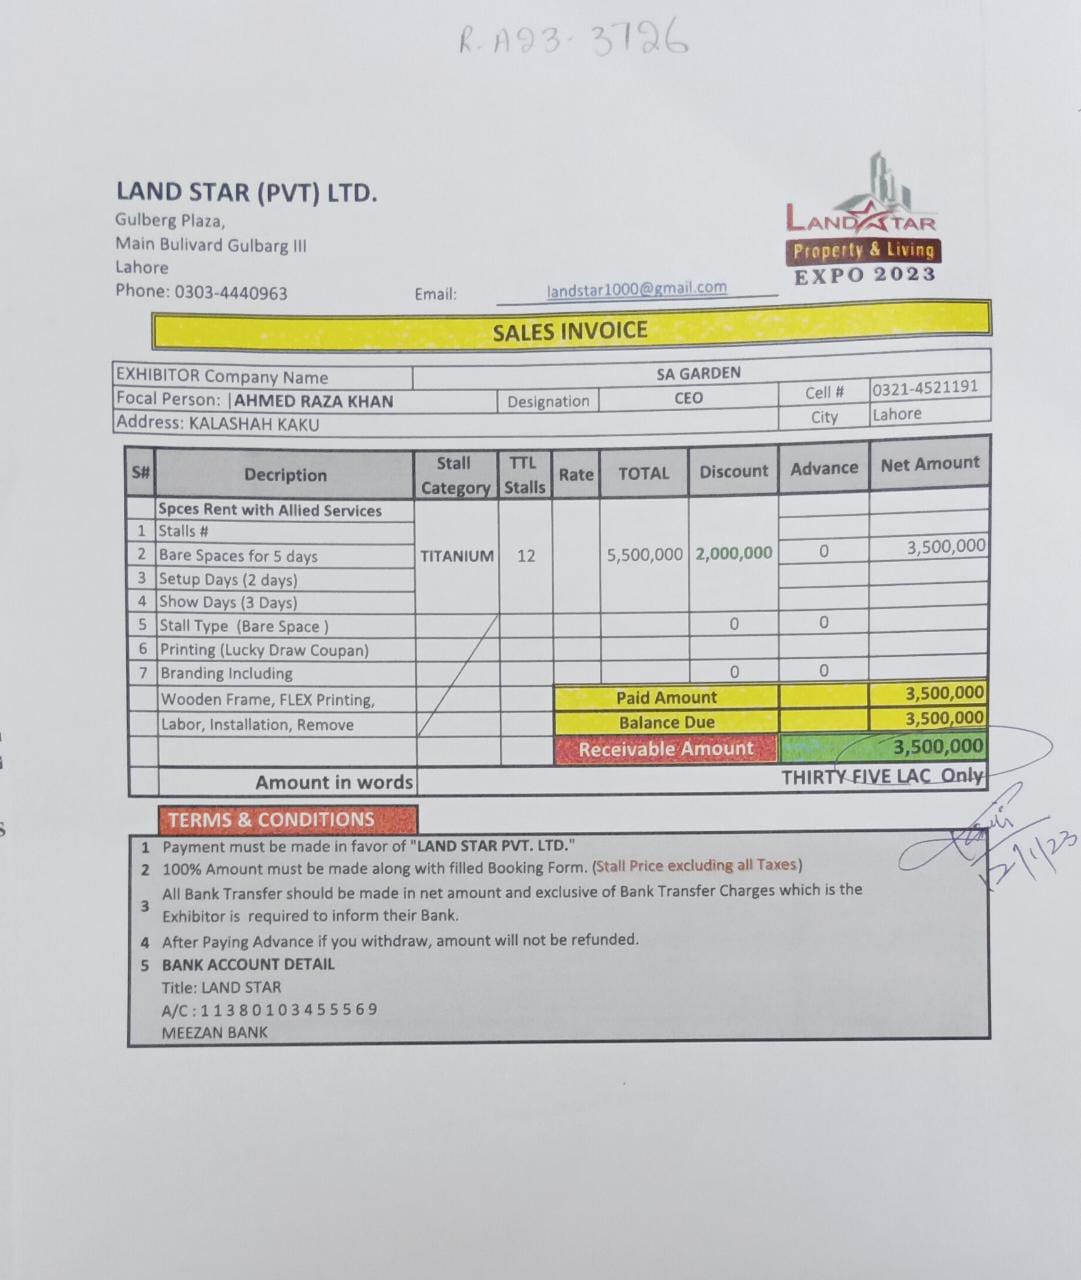 R.A23-3726
LAND STAR (PVT) LTD.
Gulberg Plaza,
Main Bulivard Gulbarg III
Lahore
Phone: 0303-4440963 Email: landstar1000@gmail.com
LANDSTAR
Property & Living
EXPO 2023
SALES INVOICE
EXHIBITOR Company Name SA GARDEN
Focal Person: |AHMED RAZA KHAN Designation CEO Cell # 0321-4521191
Address: KALASHAH KAKU City Lahore
S# Decription Stall Category TTL Stalls Rate TOTAL Discount Advance Net Amount
Spces Rent with Allied Services
1 Stalls #
2 Bare Spaces for 5 days TITANIUM 12 5,500,000 2,000,000 0 3,500,000
3 Setup Days (2 days)
4 Show Days (3 Days)
5 Stall Type (Bare Space ) 0 0
6 Printing (Lucky Draw Coupan)
7 Branding Including 0 0
Wooden Frame, FLEX Printing, Paid Amount 3,500,000
Labor, Installation, Remove Balance Due 3,500,000
Receivable Amount 3,500,000
Amount in words THIRTY FIVE LAC Only
12/1/23
TERMS & CONDITIONS
1 Payment must be made in favor of "LAND STAR PVT. LTD."
2 100% Amount must be made along with filled Booking Form. (Stall Price excluding all Taxes)
3 All Bank Transfer should be made in net amount and exclusive of Bank Transfer Charges which is the
Exhibitor is required to inform their Bank.
4 After Paying Advance if you withdraw, amount will not be refunded.
5 BANK ACCOUNT DETAIL
Title: LAND STAR
A/C : 1 1 3 8 0 1 0 3 4 5 5 5 6 9
MEEZAN BANK